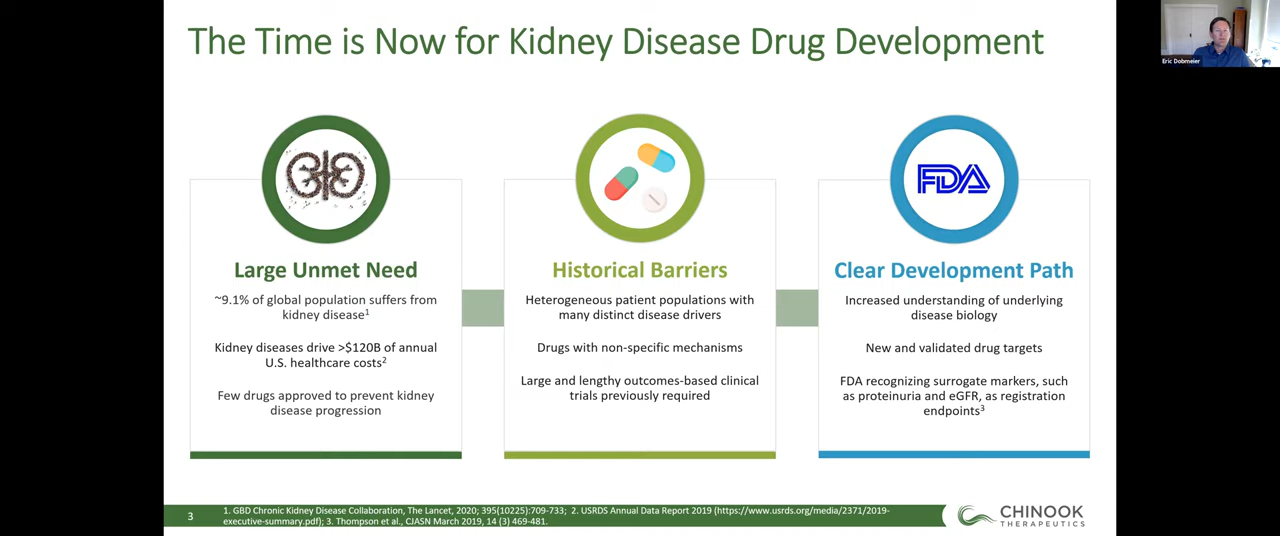 The Time is Now for Kidney Disease Drug Development
Eric Dobmeier
FDA
Large Unmet Need
~9.1% of global population suffers from
kidney disease1
Kidney diseases drive >$120B of annual
U.S. healthcare costs2
Few drugs approved to prevent kidney
disease progression
Historical Barriers
Heterogeneous patient populations with
many distinct disease drivers
Drugs with non-specific mechanisms
Large and lengthy outcomes-based clinical
trials previously required
Clear Development Path
Increased understanding of underlying
disease biology
New and validated drug targets
FDA recognizing surrogate markers, such
as proteinuria and eGFR, as registration
endpoints3
3
1. GBD Chronic Kidney Disease Collaboration, The Lancet, 2020; 395(10225):709-733; 2. USRDS Annual Data Report 2019 (https://www.usrds.org/media/2371/2019-
executive-summary.pdf); 3. Thompson et al., CJASN March 2019, 14 (3) 469-481.
CHINOOK
THERAPEUTICS